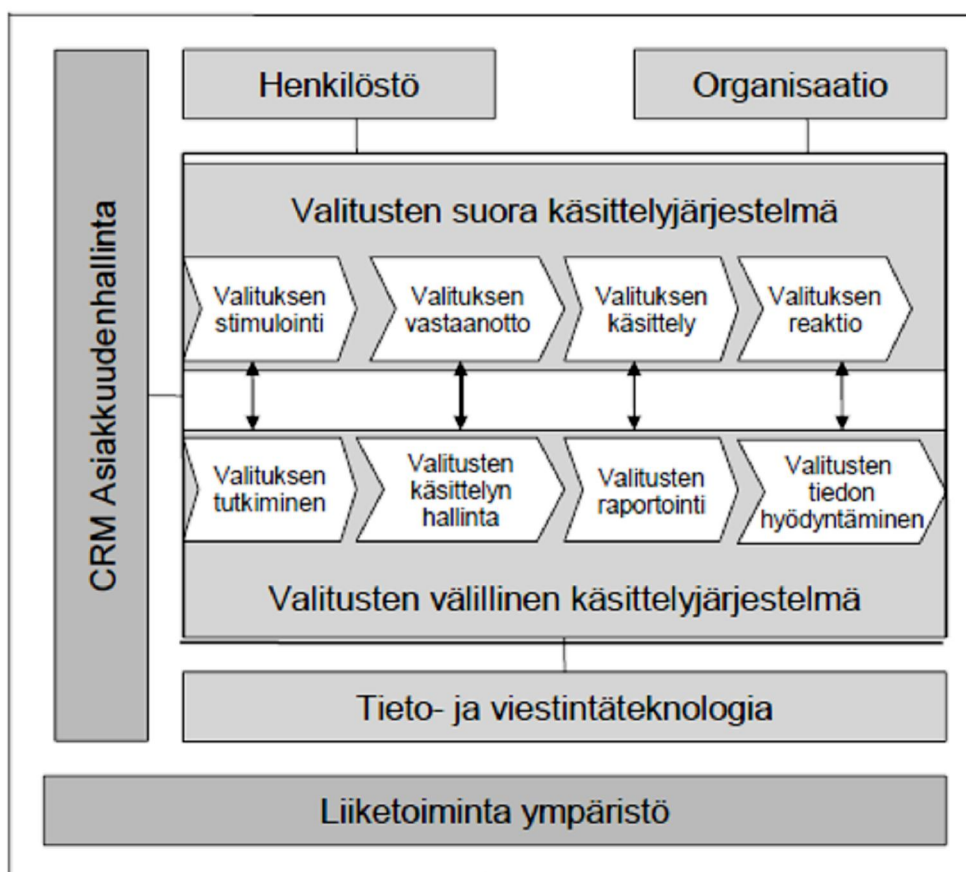 Henkilöstö
Organisaatio
CRM Asiakkuudenhallinta
Valitusten suora käsittelyjärjestelmä
Valituksen
stimulointi
Valituksen
vastaanotto
Valituksen
käsittely
Valituksen
reaktio
Valituksen
tutkiminen
Valitusten
käsittelyn
hallinta
Valitusten
raportointi
Valitusten
tiedon
hyödyntäminen
Valitusten välillinen käsittelyjärjestelmä
Tieto- ja viestintäteknologia
Liiketoiminta ympäristö